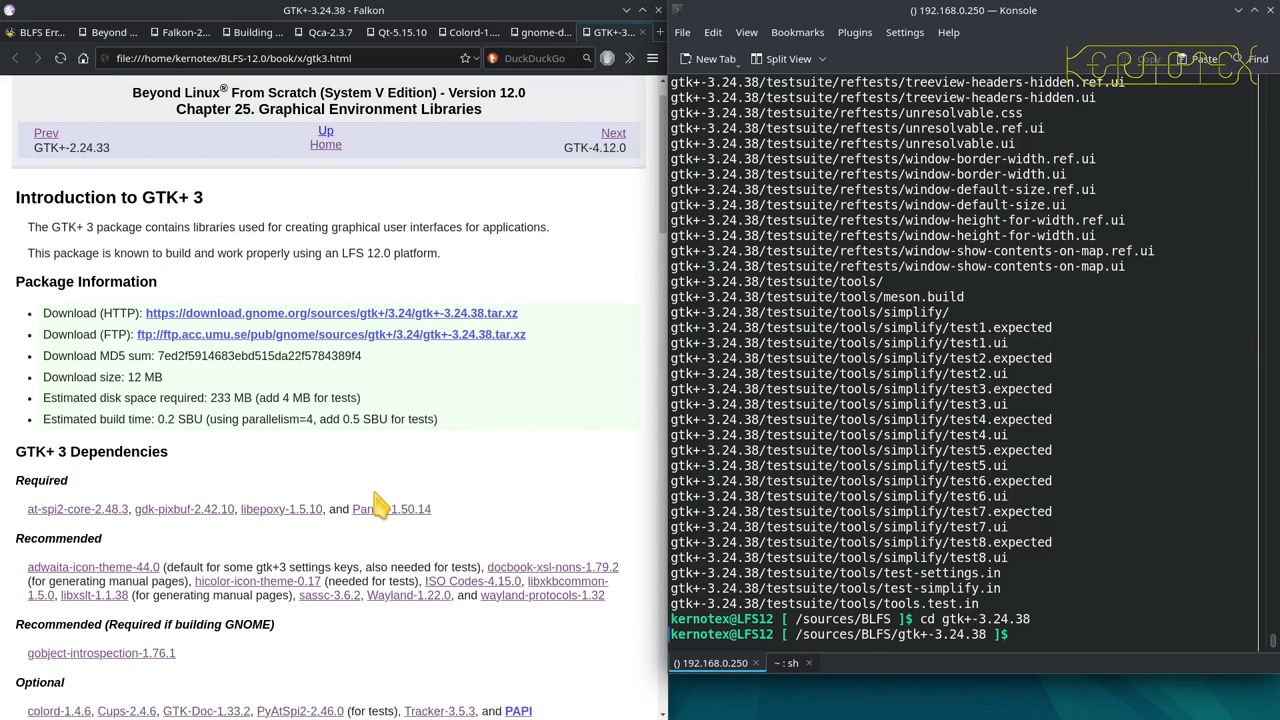 GTK+-3.24.38 - Falkon
BLFS Err...
Beyond ...
Falkon-2...
Building ...
Qca-2.3.7
Qt-5.15.10
Colord-1....
gnome-d...
GTK+-3...
file:///home/kernotex/BLFS-12.0/book/x/gtk3.html
DuckDuckGo
Beyond Linux® From Scratch (System V Edition) - Version 12.0
Chapter 25. Graphical Environment Libraries
Prev
Up
Next
GTK+-2.24.33
Home
GTK-4.12.0
Introduction to GTK+ 3
The GTK+ 3 package contains libraries used for creating graphical user interfaces for applications.
This package is known to build and work properly using an LFS 12.0 platform.
Package Information
Download (HTTP): https://download.gnome.org/sources/gtk+/3.24/gtk+-3.24.38.tar.xz
Download (FTP): ftp://ftp.acc.umu.se/pub/gnome/sources/gtk+/3.24/gtk+-3.24.38.tar.xz
Download MD5 sum: 7ed2f5914683ebd515da22f5784389f4
Download size: 12 MB
Estimated disk space required: 233 MB (add 4 MB for tests)
Estimated build time: 0.2 SBU (using parallelism=4, add 0.5 SBU for tests)
GTK+ 3 Dependencies
Required
at-spi2-core-2.48.3, gdk-pixbuf-2.42.10, libepoxy-1.5.10, and Pan 1.50.14
Recommended
adwaita-icon-theme-44.0 (default for some gtk+3 settings keys, also needed for tests), docbook-xsl-nons-1.79.2
(for generating manual pages), hicolor-icon-theme-0.17 (needed for tests), ISO Codes-4.15.0, libxkbcommon-
1.5.0, libxslt-1.1.38 (for generating manual pages), sassc-3.6.2, Wayland-1.22.0, and wayland-protocols-1.32
Recommended (Required if building GNOME)
gobject-introspection-1.76.1
Optional
colord-1.4.6, Cups-2.4.6, GTK-Doc-1.33.2, PyAtSpi2-2.46.0 (for tests), Tracker-3.5.3, and PAPI
() 192.168.0.250 — Konsole
File
Edit
View
Bookmarks
Plugins
Settings
Help
New Tab
Split View
Copy
Paste
Find
KERNOTEX
gtk+-3.24.38/testsuite/reftests/treeview-headers-hidden.ref.ui
gtk+-3.24.38/testsuite/reftests/treeview-headers-hidden.ui
gtk+-3.24.38/testsuite/reftests/unresolvable.css
gtk+-3.24.38/testsuite/reftests/unresolvable.ref.ui
gtk+-3.24.38/testsuite/reftests/unresolvable.ui
gtk+-3.24.38/testsuite/reftests/window-border-width.ref.ui
gtk+-3.24.38/testsuite/reftests/window-border-width.ui
gtk+-3.24.38/testsuite/reftests/window-default-size.ref.ui
gtk+-3.24.38/testsuite/reftests/window-default-size.ui
gtk+-3.24.38/testsuite/reftests/window-height-for-width.ref.ui
gtk+-3.24.38/testsuite/reftests/window-height-for-width.ui
gtk+-3.24.38/testsuite/reftests/window-show-contents-on-map.ref.ui
gtk+-3.24.38/testsuite/reftests/window-show-contents-on-map.ui
gtk+-3.24.38/testsuite/tools/
gtk+-3.24.38/testsuite/tools/meson.build
gtk+-3.24.38/testsuite/tools/simplify/
gtk+-3.24.38/testsuite/tools/simplify/test1.expected
gtk+-3.24.38/testsuite/tools/simplify/test1.ui
gtk+-3.24.38/testsuite/tools/simplify/test2.expected
gtk+-3.24.38/testsuite/tools/simplify/test2.ui
gtk+-3.24.38/testsuite/tools/simplify/test3.expected
gtk+-3.24.38/testsuite/tools/simplify/test3.ui
gtk+-3.24.38/testsuite/tools/simplify/test4.expected
gtk+-3.24.38/testsuite/tools/simplify/test4.ui
gtk+-3.24.38/testsuite/tools/simplify/test5.expected
gtk+-3.24.38/testsuite/tools/simplify/test5.ui
gtk+-3.24.38/testsuite/tools/simplify/test6.expected
gtk+-3.24.38/testsuite/tools/simplify/test6.ui
gtk+-3.24.38/testsuite/tools/simplify/test7.expected
gtk+-3.24.38/testsuite/tools/simplify/test7.ui
gtk+-3.24.38/testsuite/tools/simplify/test8.expected
gtk+-3.24.38/testsuite/tools/simplify/test8.ui
gtk+-3.24.38/testsuite/tools/test-settings.in
gtk+-3.24.38/testsuite/tools/test-simplify.in
gtk+-3.24.38/testsuite/tools/tools.test.in
kernotex@LFS12 [ /sources/BLFS ]$ cd gtk+-3.24.38
kernotex@LFS12 [ /sources/BLFS/gtk+-3.24.38 ]$
() 192.168.0.250
~ : sh